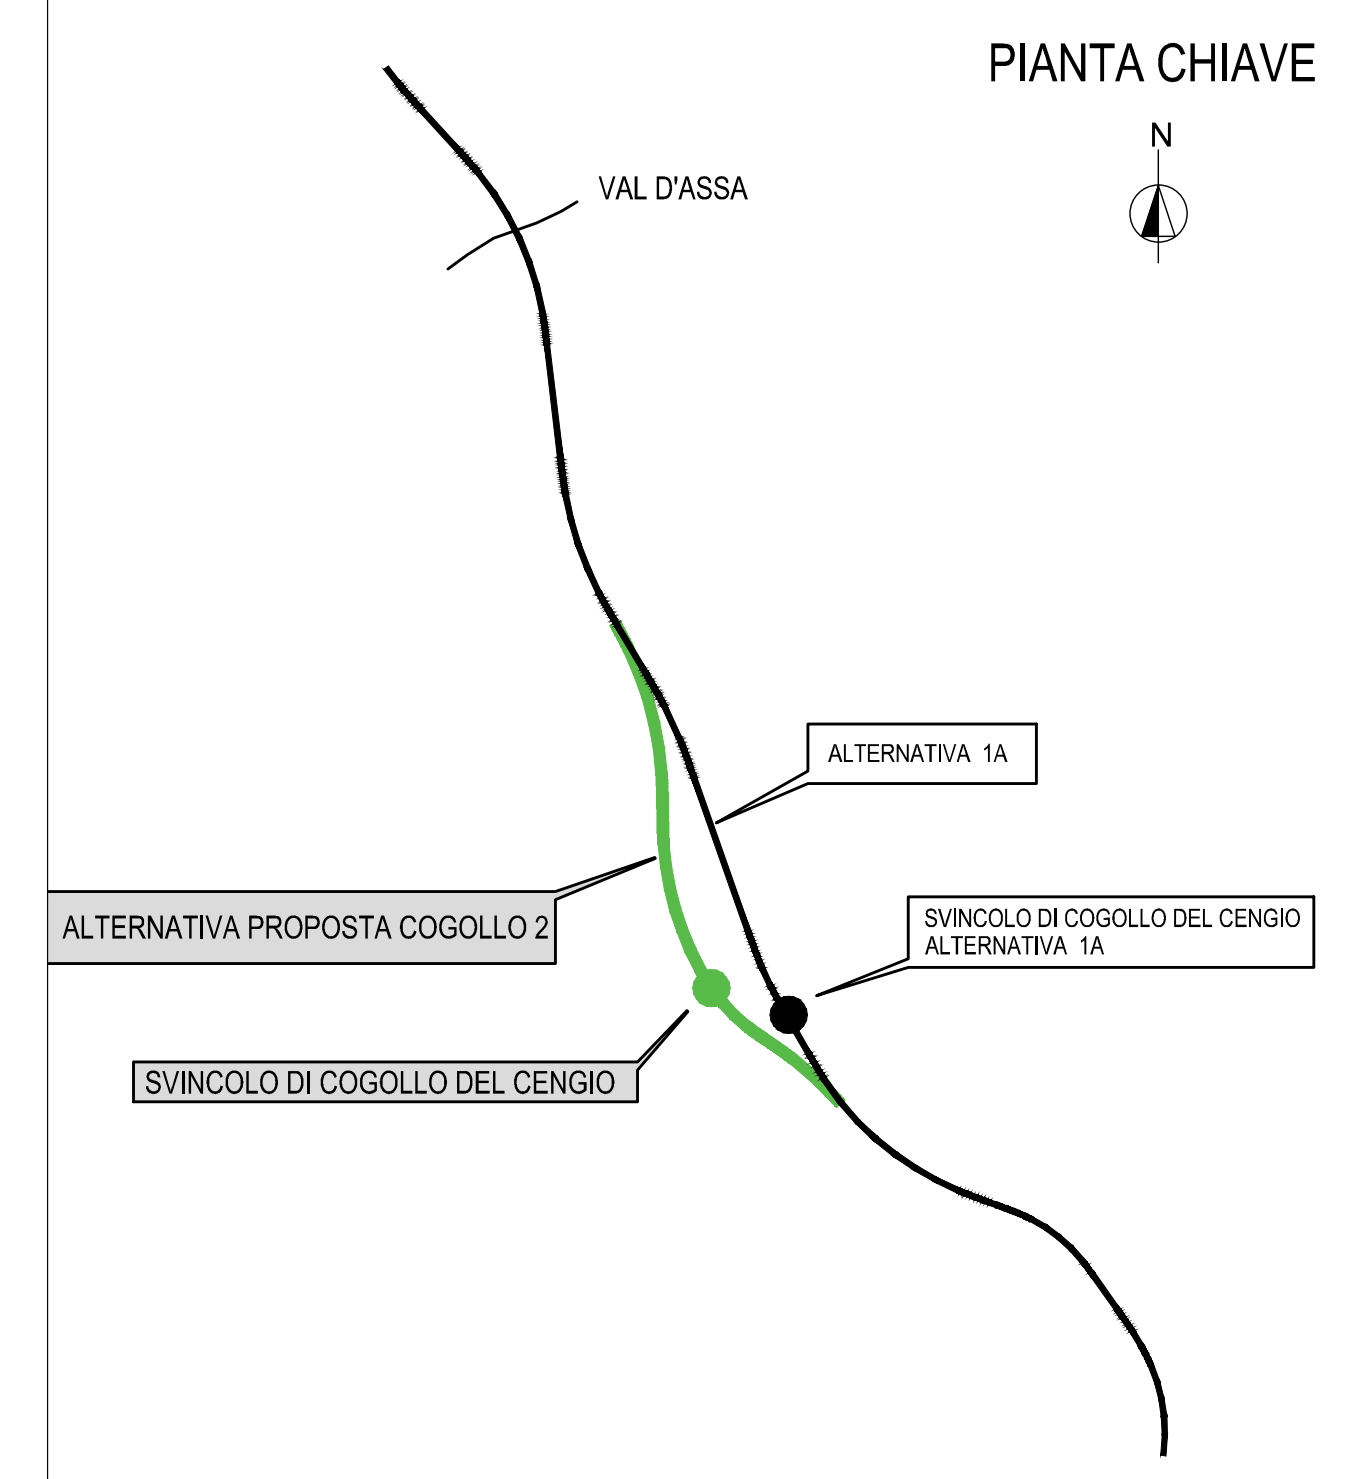 PIANTA CHIAVE
N
VAL D'ASSA
ALTERNATIVA 1A
ALTERNATIVA PROPOSTA COGOLLO 2
SVINCOLO DI COGOLLO DEL CENGIO
ALTERNATIVA 1A
SVINCOLO DI COGOLLO DEL CENGIO